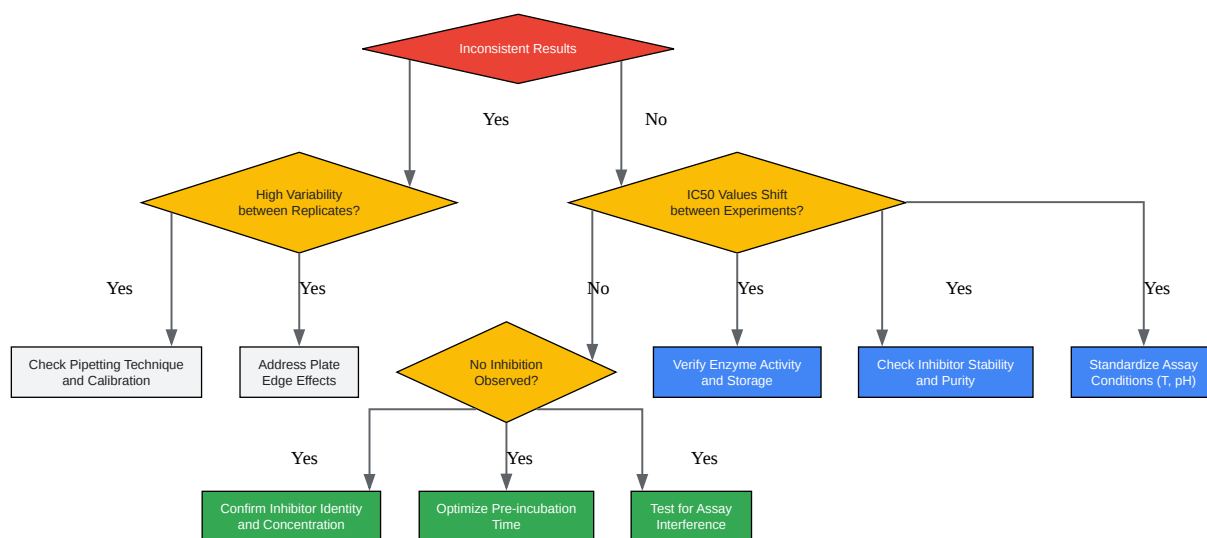 Inconsistent Results
Yes
No
High Variability
between Replicates?
IC50 Values Shift
between Experiments?
Yes
Yes
No
Yes
Yes
Yes
Check Pipetting Technique
and Calibration
Address Plate
Edge Effects
No Inhibition
Observed?
Verify Enzyme Activity
and Storage
Check Inhibitor Stability
and Purity
Standardize Assay
Conditions (T, pH)
Yes
Yes
Yes
Confirm Inhibitor Identity
and Concentration
Optimize Pre-incubation
Time
Test for Assay
Interference